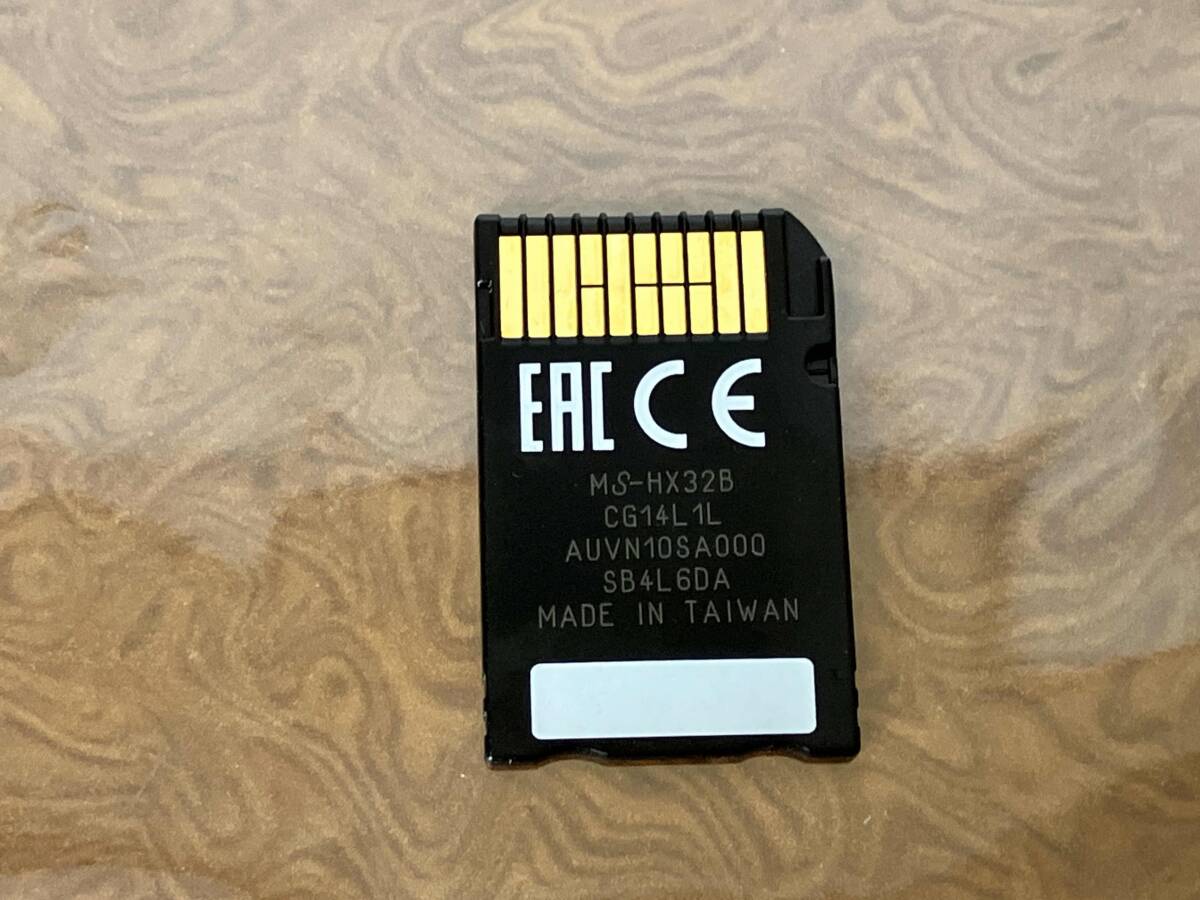 EAC CE
MS-HX32B
CG14L1L
AUVN10SA000
SB4L6DA
MADE IN TAIWAN